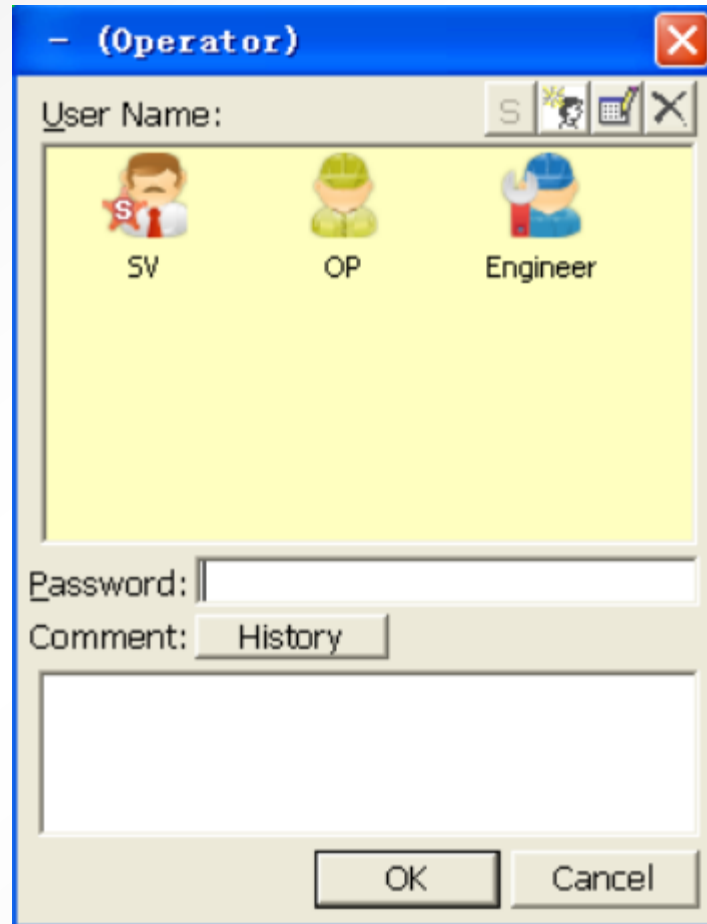 - (Operator)
User Name:
S
S
SV OP Engineer
Password:
Comment: History
OK Cancel